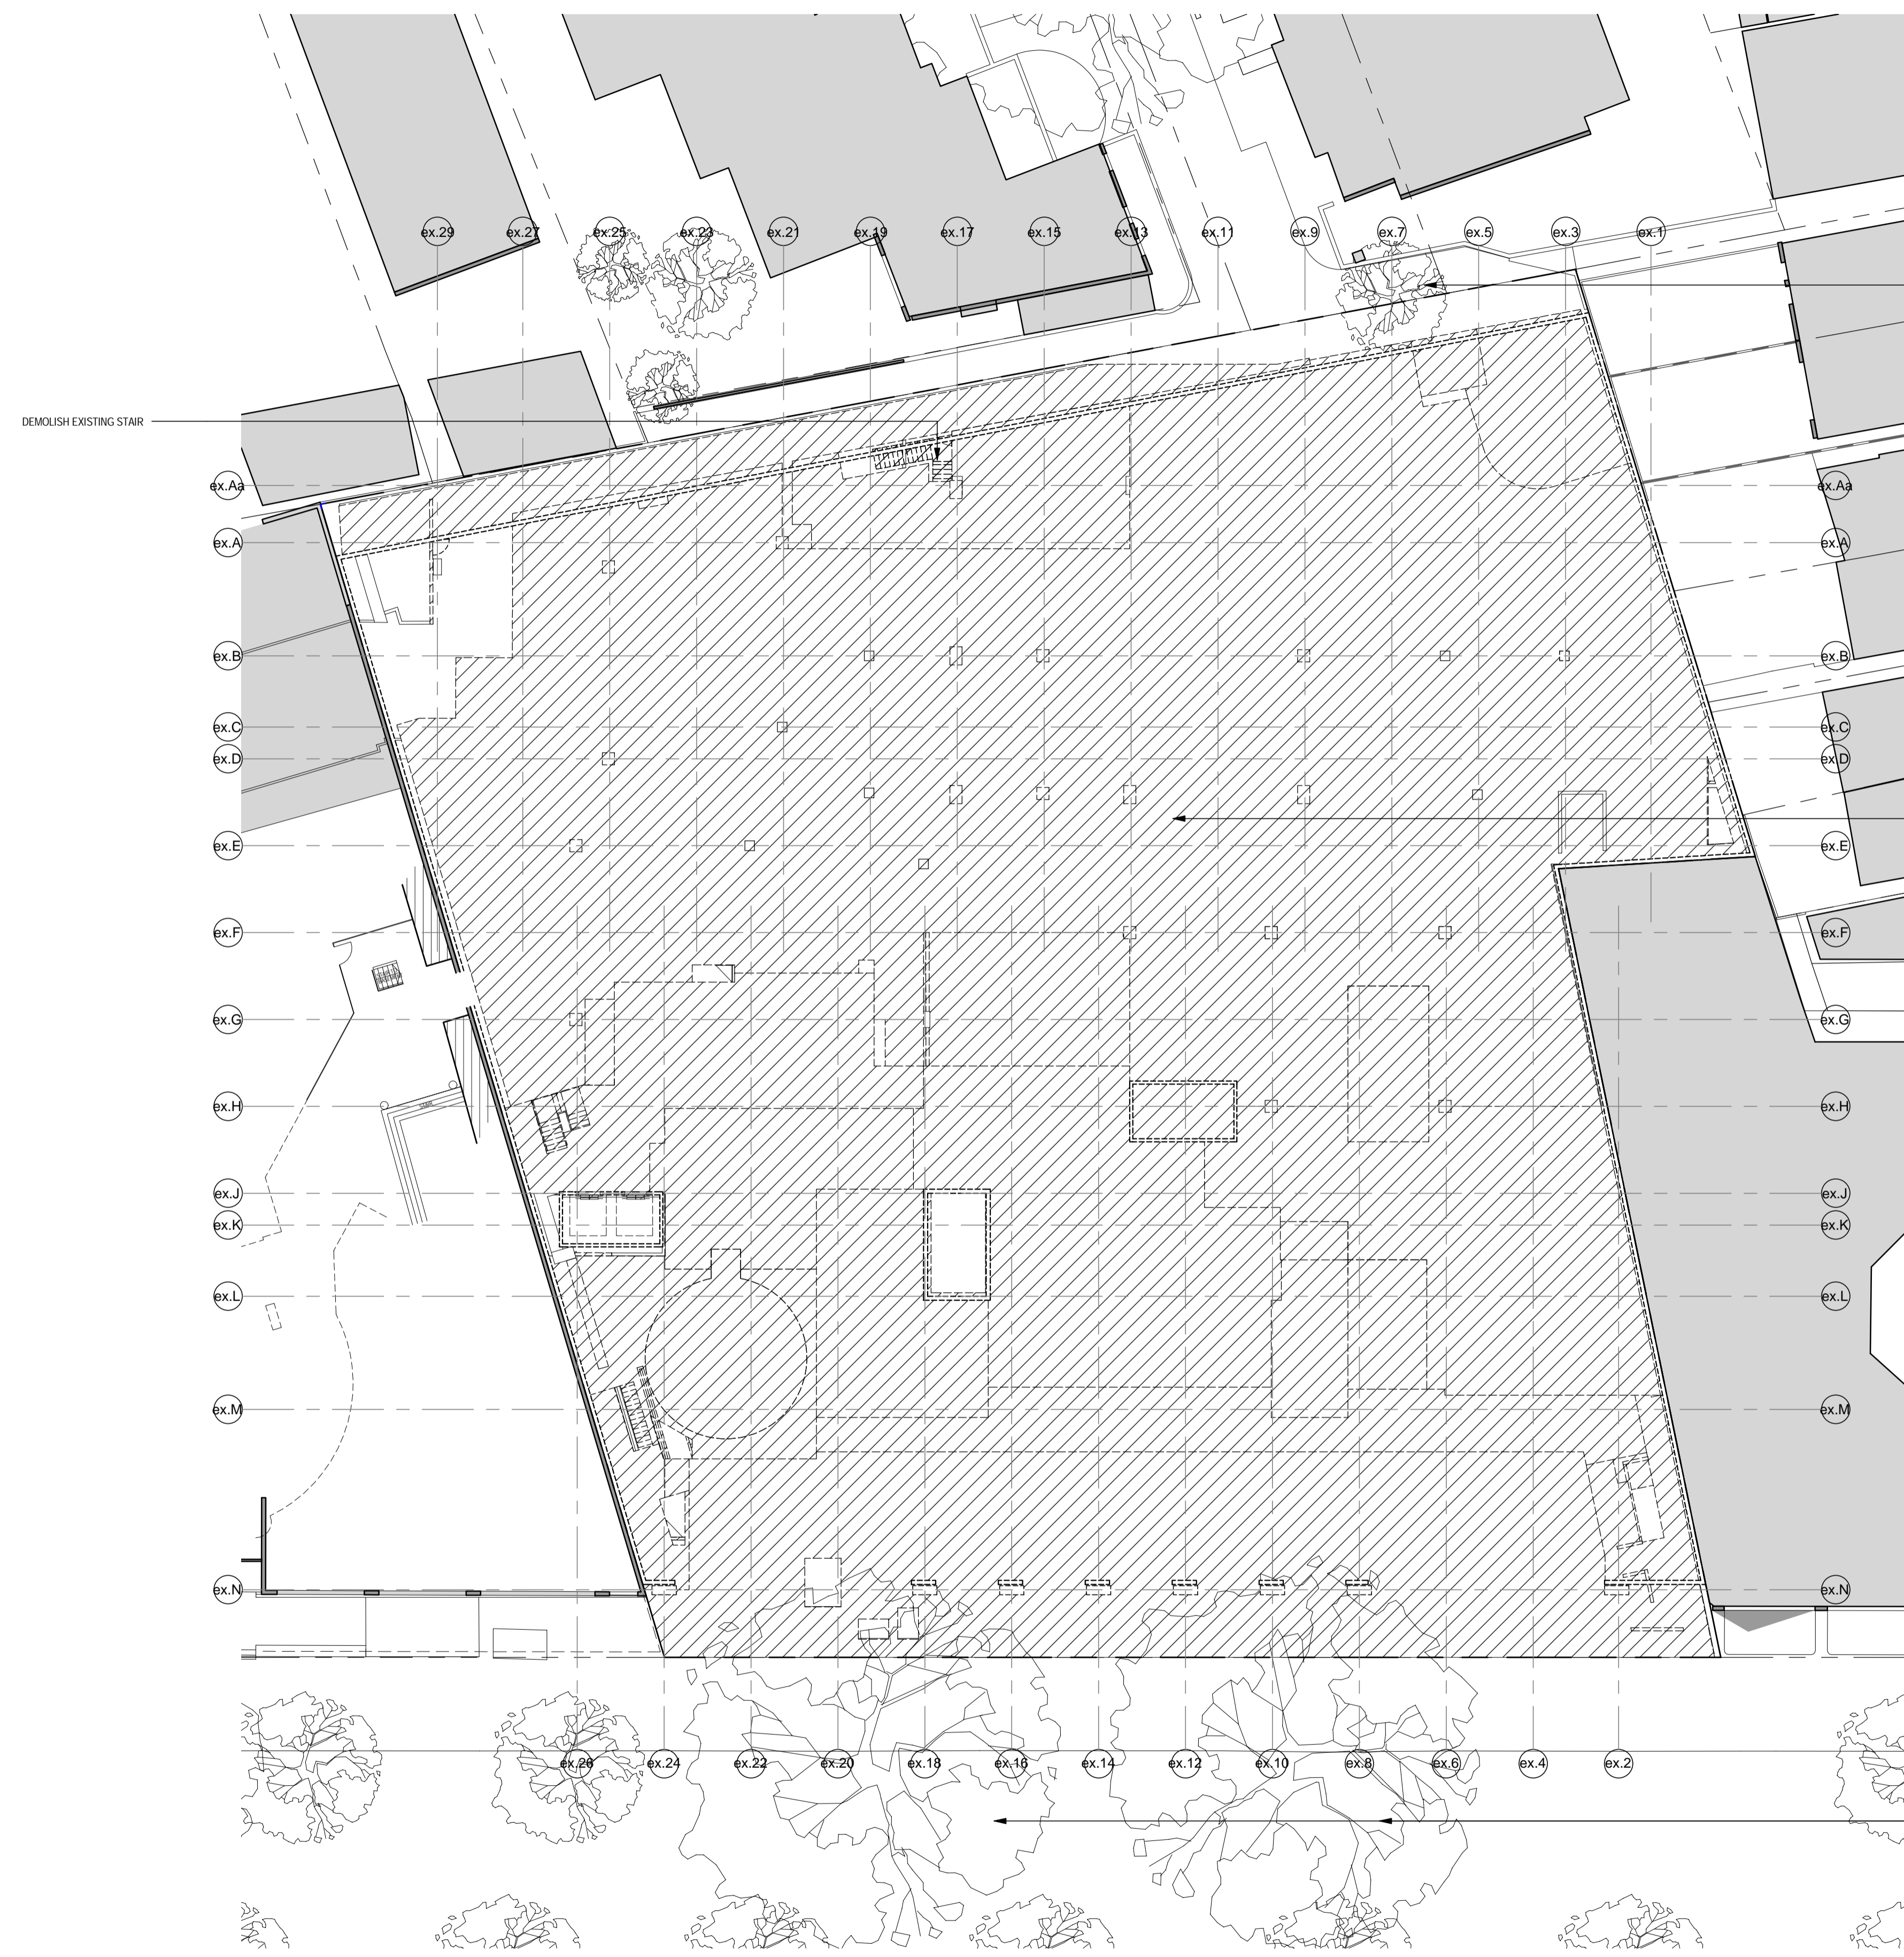 ex.29 ex.27 ex.25 ex.23 ex.21 ex.19 ex.17 ex.15 ex.13 ex.11 ex.9 ex.7 ex.5 ex.3 ex.1
DEMOLISH EXISTING STAIR
ex.Aa ex.Aa
ex.A ex.A
ex.B ex.B
ex.C ex.C
ex.D ex.D
ex.E ex.E
ex.F ex.F
ex.G ex.G
ex.H ex.H
ex.J ex.J
ex.K ex.K
ex.L ex.L
ex.M ex.M
ex.N ex.N
ex.26 ex.24 ex.22 ex.20 ex.18 ex.16 ex.14 ex.12 ex.10 ex.8 ex.6 ex.4 ex.2